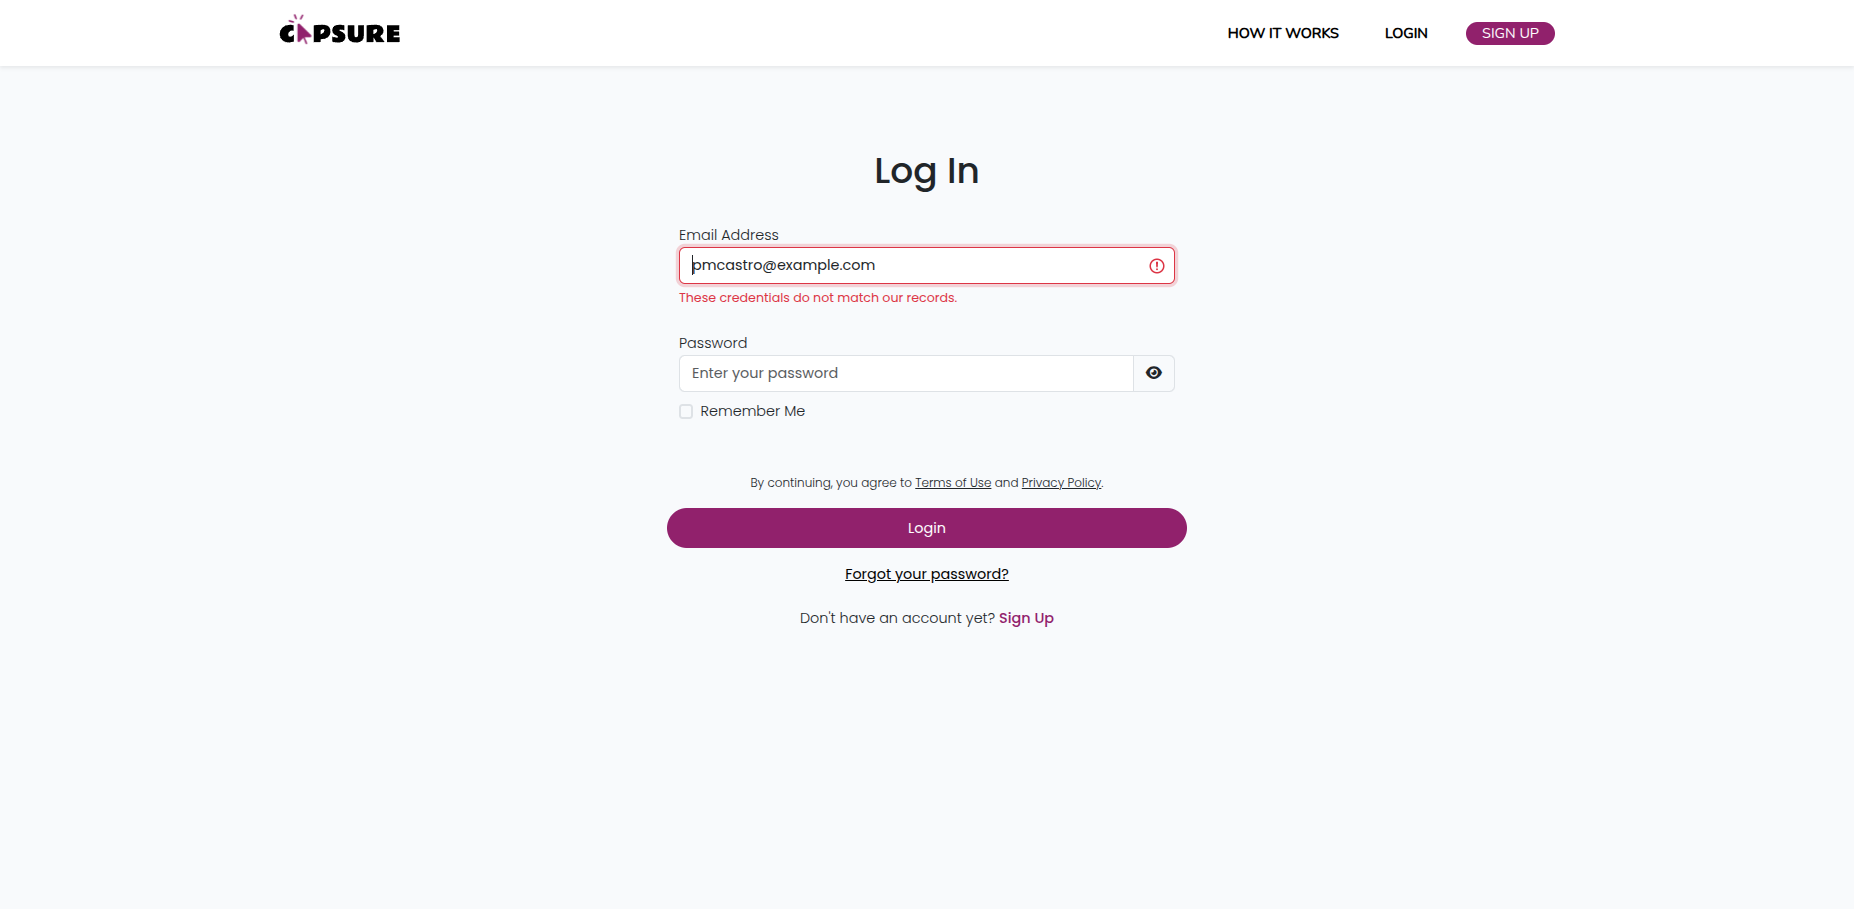 CAPSURE
HOW IT WORKS
LOGIN
SIGN UP
Log In
Email Address
pmcastro@example.com
These credentials do not match our records.
Password
Enter your password
Remember Me
By continuing, you agree to Terms of Use and Privacy Policy.
Login
Forgot your password?
Don't have an account yet? Sign Up